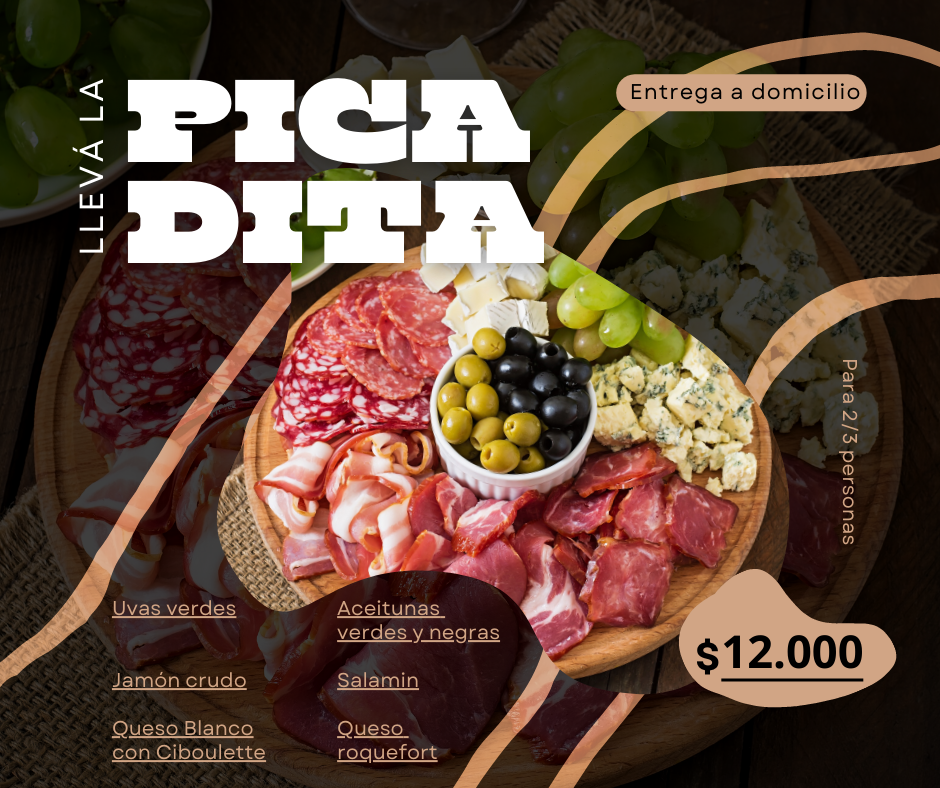 LLEVÁ LA
PICA
DITA
Entrega a domicilio
Para 2/3 personas
Uvas verdes
Aceitunas
verdes y negras
Jamón crudo
Salamin
Queso Blanco
con Ciboulette
Queso
roquefort
$12.000